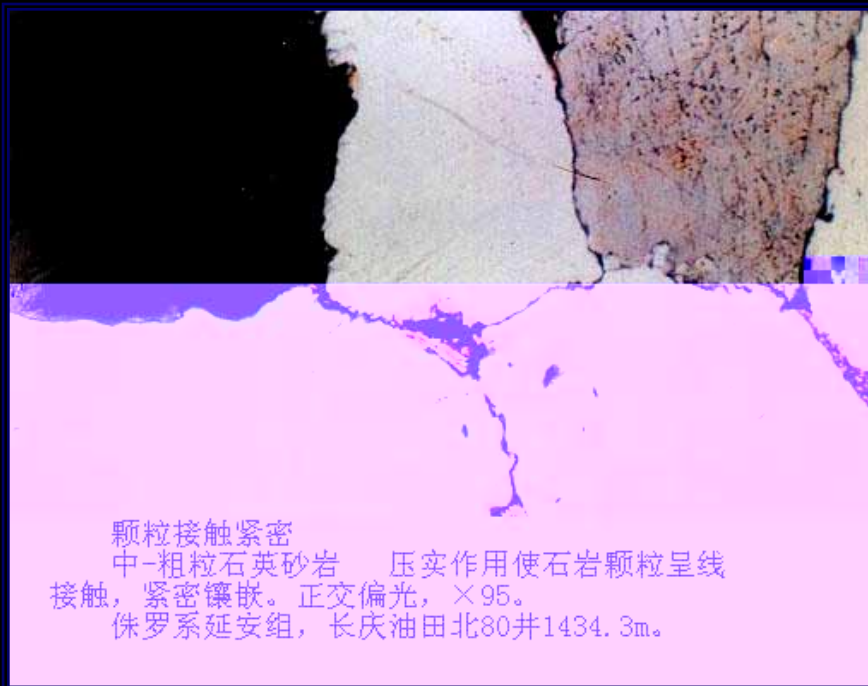 颗粒接触紧密
中-粗粒石英砂岩 压实作用使石岩颗粒呈线
接触，紧密镶嵌。正交偏光，×95。
侏罗系延安组，长庆油田北80井1434.3m。